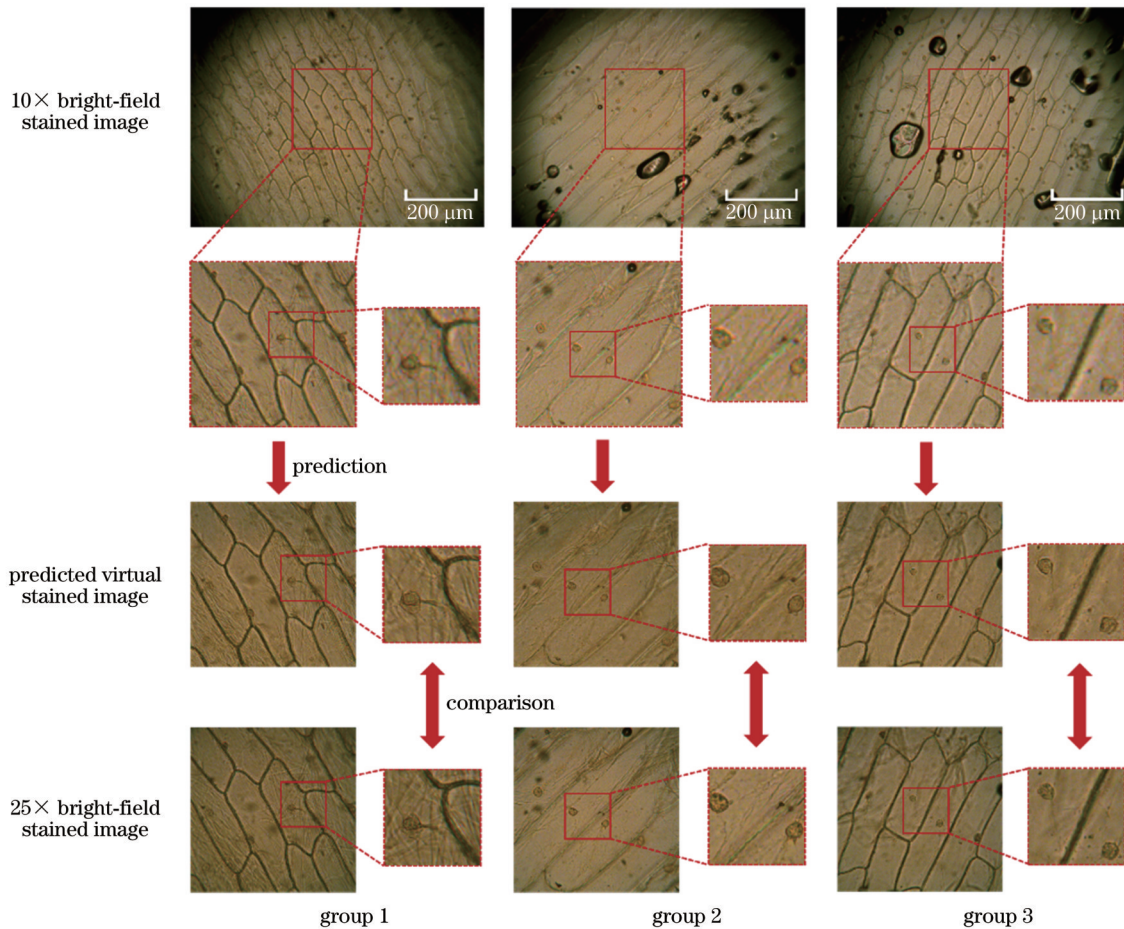 10× bright-field
stained image
200 μm
200 μm
200 μm
prediction
predicted virtual
stained image
comparison
25× bright-field
stained image
group 1
group 2
group 3